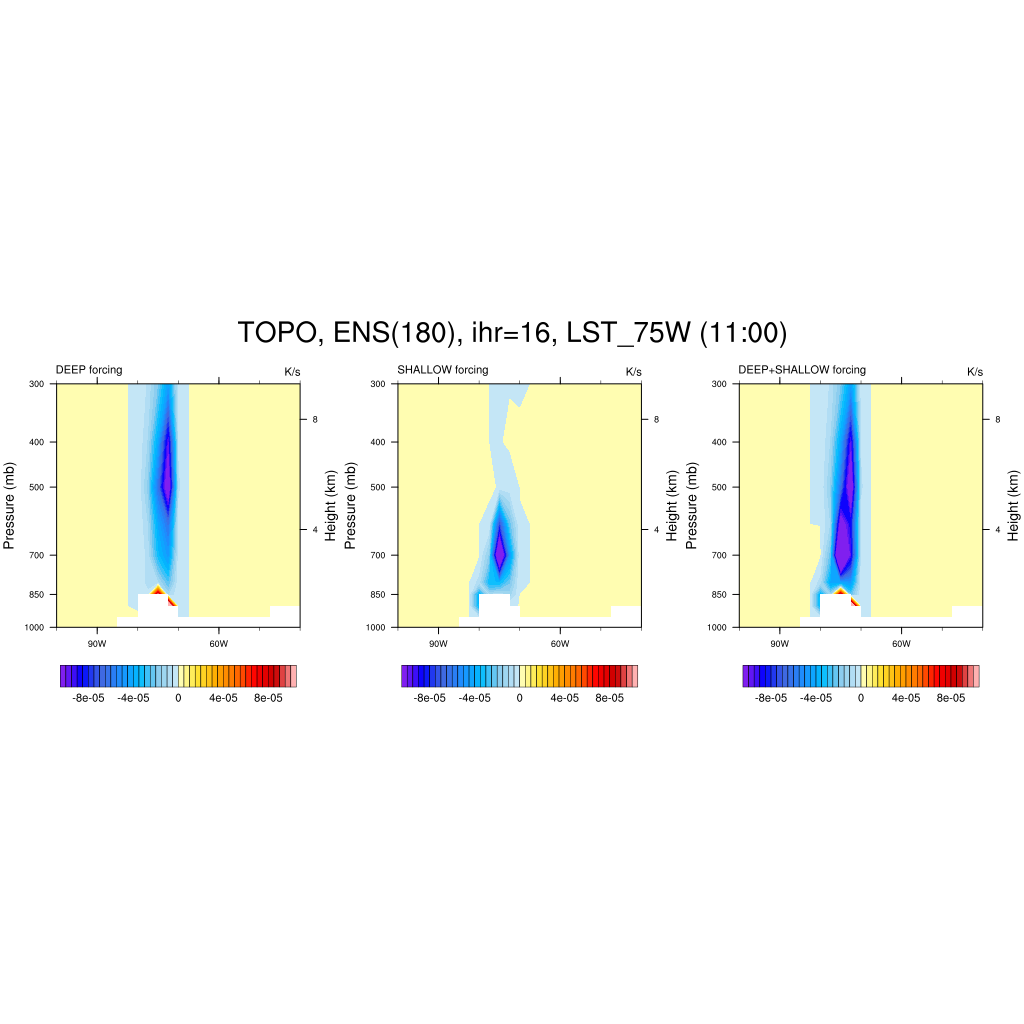 TOPO, ENS(180), ihr=16, LST_75W (11:00)
DEEP forcing K/s
300
400
500
700
850
1000
Pressure (mb)
8
4
Height (km)
90W 60W
-8e-05 -4e-05 0 4e-05 8e-05
SHALLOW forcing K/s
300
400
500
700
850
1000
Pressure (mb)
8
4
Height (km)
90W 60W
-8e-05 -4e-05 0 4e-05 8e-05
DEEP+SHALLOW forcing K/s
300
400
500
700
850
1000
Pressure (mb)
8
4
Height (km)
90W 60W
-8e-05 -4e-05 0 4e-05 8e-05